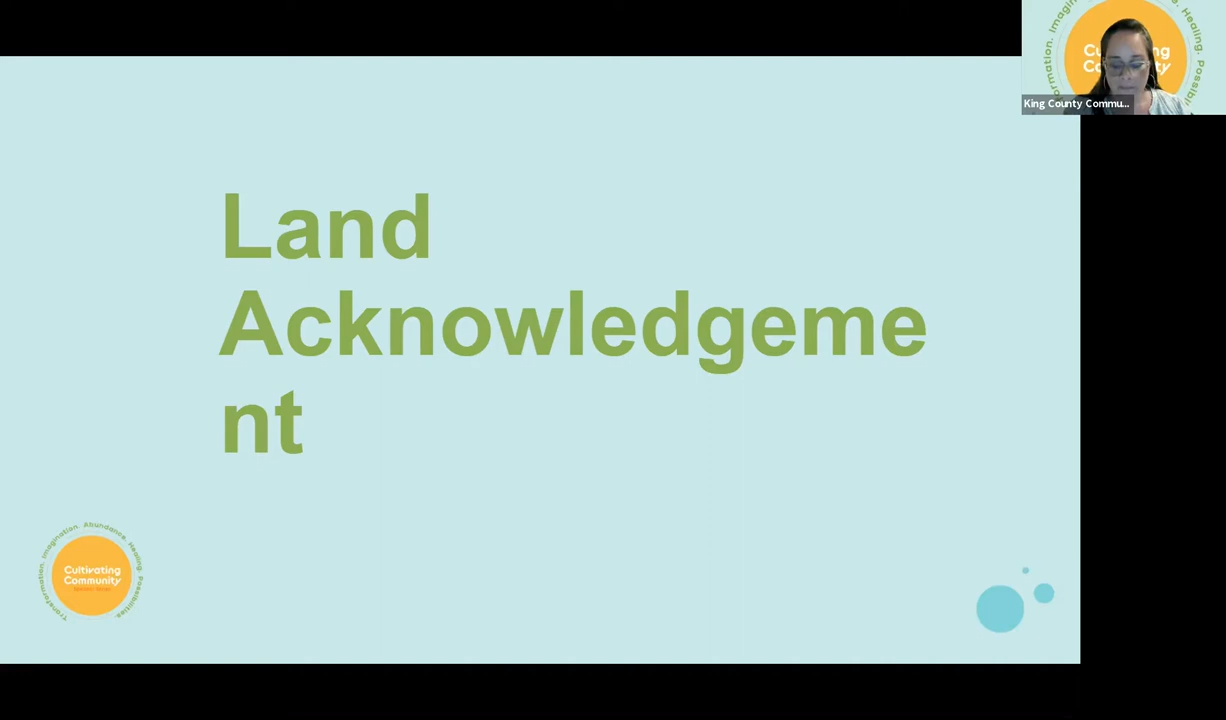 Land
Acknowledgeme
nt
Transformation. Imagination. Abundance. Healing. Possibilities.
Cultivating
Community
King County Commu...